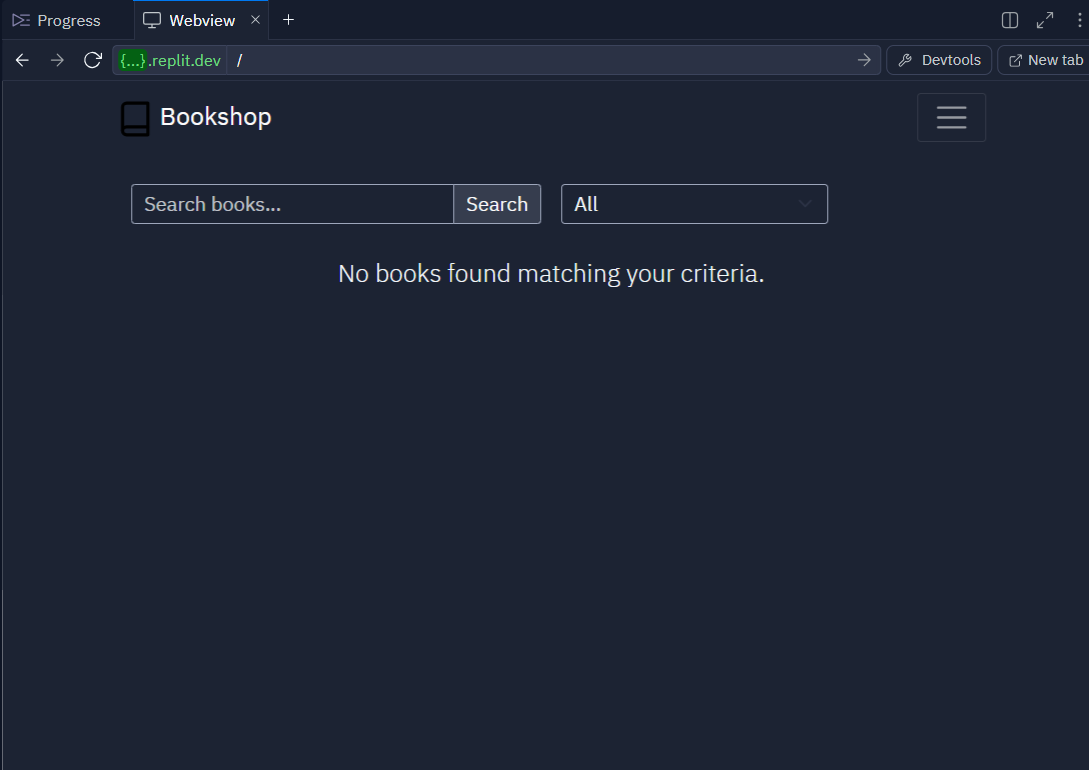 Progress Webview
{...}.replit.dev / Devtools New tab
Bookshop
Search books... Search All
No books found matching your criteria.